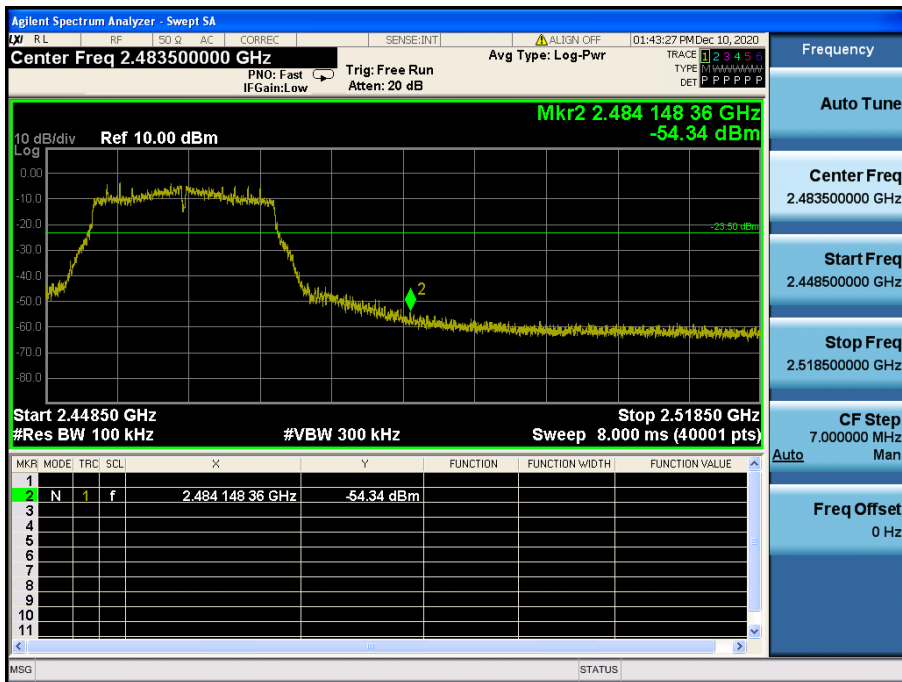 Agilent Spectrum Analyzer - Swept SA
LXI RL RF 50 Ω AC CORREC SENSE:INT ALIGN OFF 01:43:27 PM Dec 10, 2020
Center Freq 2.483500000 GHz
PNO: Fast
IFGain:Low
Trig: Free Run
Atten: 20 dB
Avg Type: Log-Pwr
TRACE 1 2 3 4 5 6
TYPE M WWWWW
DET P P P P P P
Mkr2 2.484 148 36 GHz
-54.34 dBm
10 dB/div Ref 10.00 dBm
Log
0.00
-10.0
-20.0
-23.50 dBm
-30.0
-40.0
2
-50.0
-60.0
-70.0
-80.0
Start 2.44850 GHz Stop 2.51850 GHz
#Res BW 100 kHz #VBW 300 kHz Sweep 8.000 ms (40001 pts)
MKR MODE TRC SCL X Y FUNCTION FUNCTION WIDTH FUNCTION VALUE
1
2 N 1 f 2.484 148 36 GHz -54.34 dBm
3
4
5
6
7
8
9
10
11
MSG STATUS
Frequency
Auto Tune
Center Freq
2.483500000 GHz
Start Freq
2.448500000 GHz
Stop Freq
2.518500000 GHz
CF Step
7.000000 MHz
Auto Man
Freq Offset
0 Hz